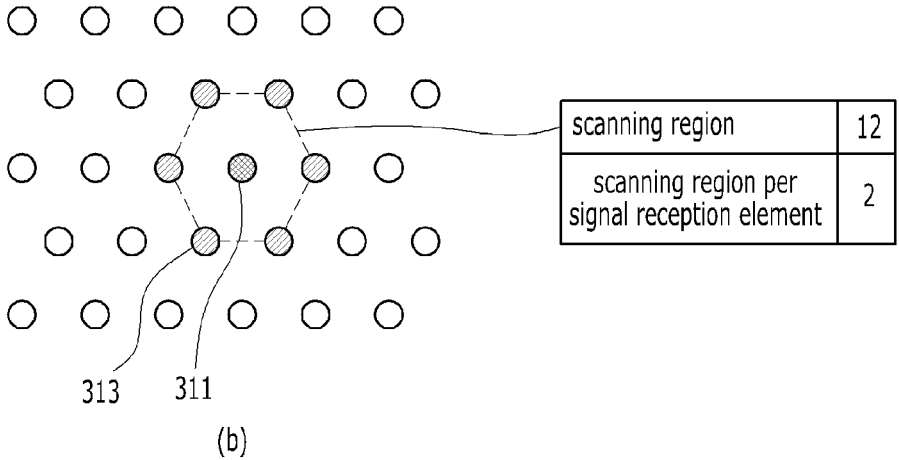 scanning region 12
scanning region per
signal reception element 2
313
311
(b)